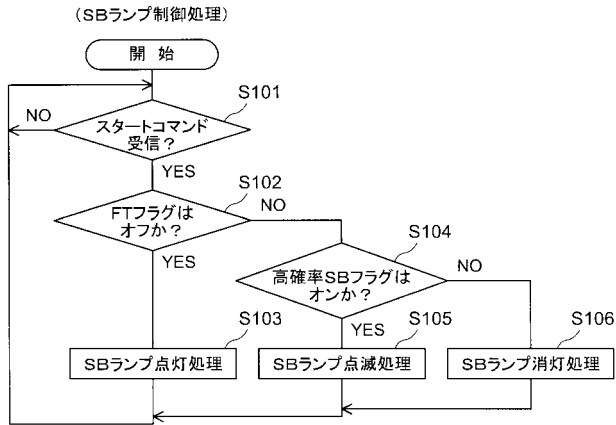 (SBランプ制御処理)
開 始
S101
NO
スタートコマンド
受信？
YES
S102
FTフラグは
オフか？
NO
YES
S104
高確率SBフラグは
オンか？
NO
YES
S103
SBランプ点灯処理
S105
SBランプ点滅処理
S106
SBランプ消灯処理